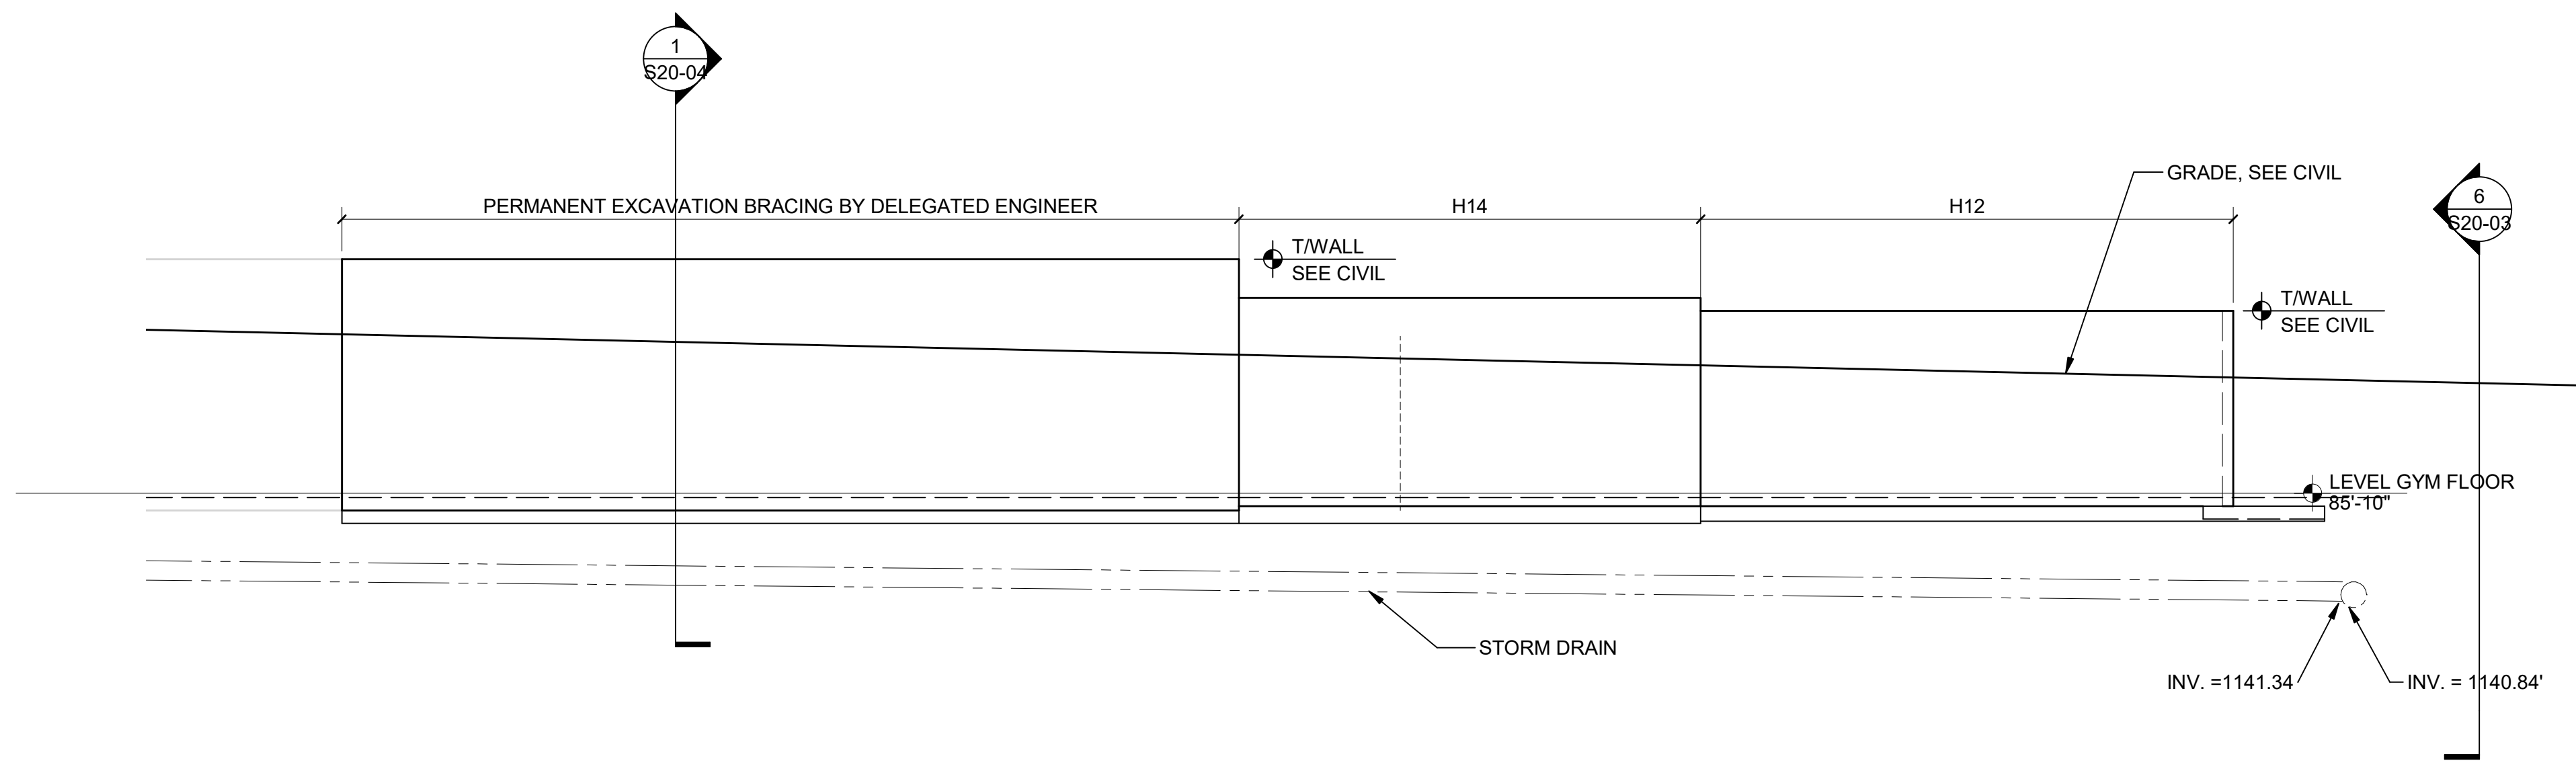 1
S20-04
GRADE, SEE CIVIL
6
S20-03
PERMANENT EXCAVATION BRACING BY DELEGATED ENGINEER
H14
H12
T/WALL
SEE CIVIL
T/WALL
SEE CIVIL
LEVEL GYM FLOOR
85'-10"
STORM DRAIN
INV. =1141.34
INV. = 1140.84'